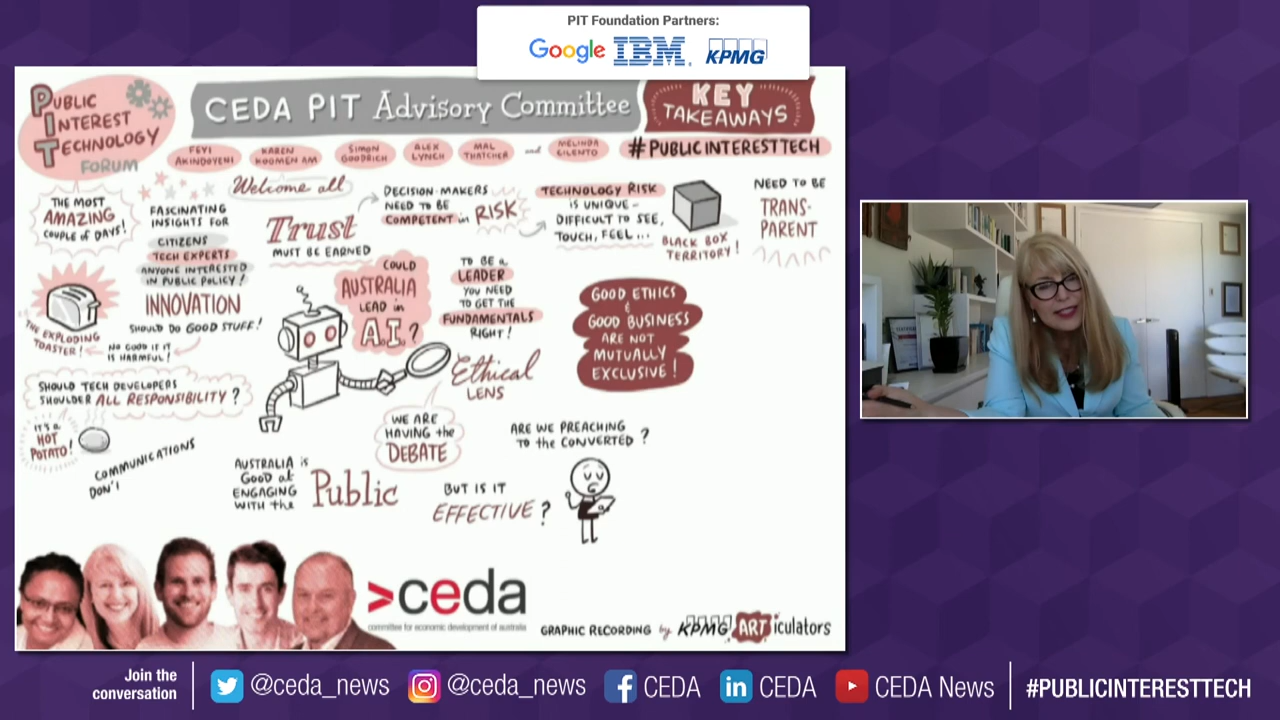 PIT Foundation Partners:
Google IBM KPMG
PUBLIC
INTEREST
TECHNOLOGY
FORUM
CEDA PIT Advisory Committee
KEY
TAKEAWAYS
FEYI
AKINDOYENI
KAREN
KOOMEN AM
SIMON
GOODRICH
ALEX
LYNCH
MAL
THATCHER
and
MELINDA
CILENTO
#PUBLICINTERESTTECH
THE MOST
AMAZING
COUPLE of DAYS!
FASCINATING
INSIGHTS FOR
CITIZENS
TECH EXPERTS
ANYONE INTERESTED
IN PUBLIC POLICY!
Welcome all
Trust
MUST BE EARNED
DECISION-MAKERS
NEED TO BE
COMPETENT in RISK
TECHNOLOGY RISK
is UNIQUE -
DIFFICULT TO SEE,
TOUCH, FEEL...
BLACK BOX
TERRITORY!
NEED TO BE
TRANS-
PARENT
THE EXPLODING
TOASTER!
INNOVATION
SHOULD DO GOOD STUFF!
NO GOOD IF IT
IS HARMFUL!
COULD
AUSTRALIA
LEAD in
A.I.?
TO BE a
LEADER
YOU NEED
TO GET THE
FUNDAMENTALS
RIGHT!
Ethical
LENS
GOOD ETHICS
&
GOOD BUSINESS
ARE NOT
MUTUALLY
EXCLUSIVE!
SHOULD TECH DEVELOPERS
SHOULDER ALL RESPONSIBILITY?
IT'S a
HOT
POTATO!
COMMUNICATIONS
DON'T
WE ARE
HAVING the
DEBATE
AUSTRALIA is
GOOD at
ENGAGING
WITH the
Public
BUT IS IT
EFFECTIVE?
ARE WE PREACHING
TO the CONVERTED?
>ceda
committee for economic development of australia
GRAPHIC RECORDING by KPMG ARTiculators
Join the
conversation
@ceda_news
@ceda_news
CEDA
CEDA
CEDA News
#PUBLICINTERESTTECH